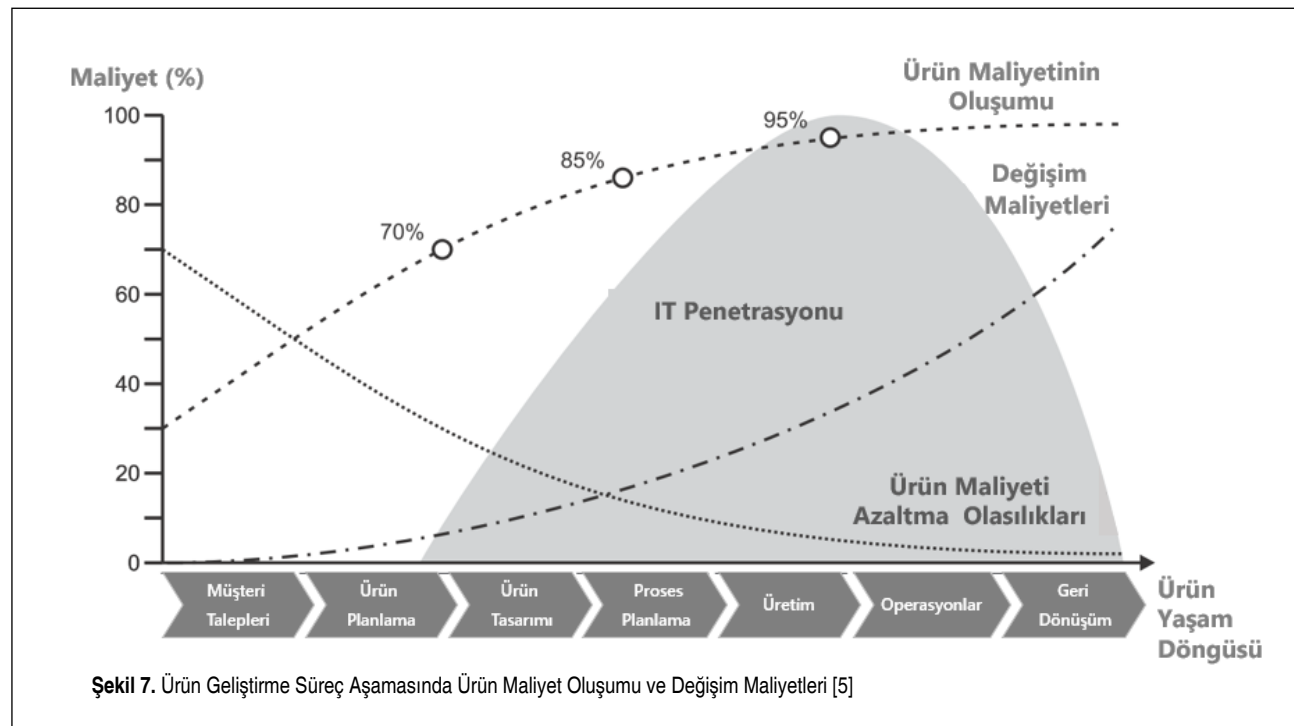 Maliyet (%)
Ürün Maliyetinin
Oluşumu
100
95%
85%
Değişim
Maliyetleri
80
70%
60
IT Penetrasyonu
40
20
Ürün Maliyeti
Azaltma Olasılıkları
0
Müşteri
Talepleri
Ürün
Planlama
Ürün
Tasarımı
Proses
Planlama
Üretim
Operasyonlar
Geri
Dönüşüm
Ürün
Yaşam
Döngüsü
Şekil 7. Ürün Geliştirme Süreç Aşamasında Ürün Maliyet Oluşumu ve Değişim Maliyetleri [5]